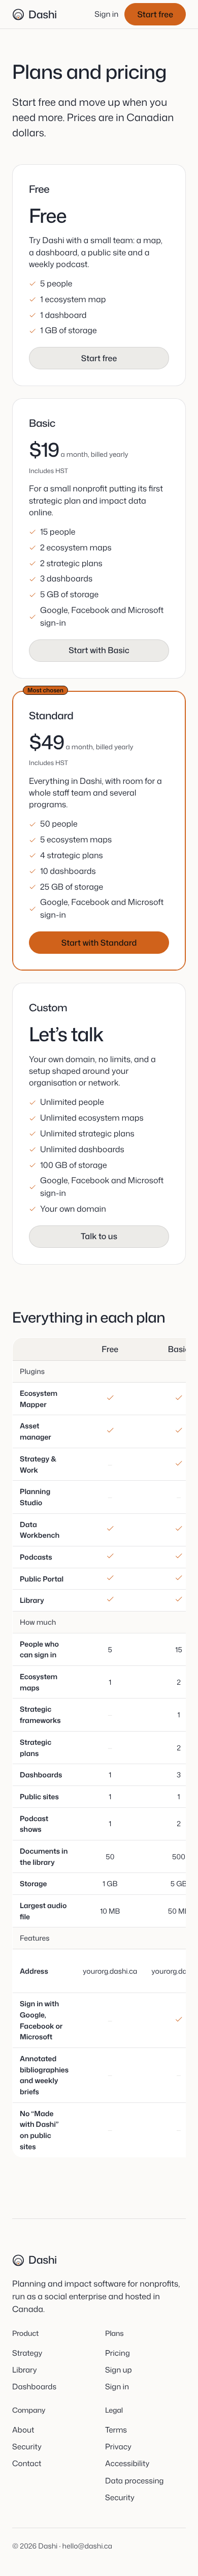 Dashi
Sign in
Start free
Plans and pricing
Start free and move up when you
need more. Prices are in Canadian
dollars.
Free
Free
Try Dashi with a small team: a map,
a dashboard, a public site and a
weekly podcast.
5 people
1 ecosystem map
1 dashboard
1 GB of storage
Start free
Basic
$19 a month, billed yearly
Includes HST
For a small nonprofit putting its first
strategic plan and impact data
online.
15 people
2 ecosystem maps
2 strategic plans
3 dashboards
5 GB of storage
Google, Facebook and Microsoft
sign-in
Start with Basic
Most chosen
Standard
$49 a month, billed yearly
Includes HST
Everything in Dashi, with room for a
whole staff team and several
programs.
50 people
5 ecosystem maps
4 strategic plans
10 dashboards
25 GB of storage
Google, Facebook and Microsoft
sign-in
Start with Standard
Custom
Let's talk
Your own domain, no limits, and a
setup shaped around your
organisation or network.
Unlimited people
Unlimited ecosystem maps
Unlimited strategic plans
Unlimited dashboards
100 GB of storage
Google, Facebook and Microsoft
sign-in
Your own domain
Talk to us
Everything in each plan
Free Basic
Plugins
Ecosystem
Mapper
Asset
manager
Strategy &
Work
Planning
Studio
Data
Workbench
Podcasts
Public Portal
Library
How much
People who
can sign in
5 15
Ecosystem
maps
1 2
Strategic
frameworks
1
Strategic
plans
2
Dashboards 1 3
Public sites 1 1
Podcast
shows
1 2
Documents in
the library
50 500
Storage 1 GB 5 GB
Largest audio
file
10 MB 50 MB
Features
Address yourorg.dashi.ca yourorg.da
Sign in with
Google,
Facebook or
Microsoft
Annotated
bibliographies
and weekly
briefs
No “Made
with Dashi”
on public
sites
Dashi
Planning and impact software for nonprofits,
run as a social enterprise and hosted in
Canada.
Product
Strategy
Library
Dashboards
Plans
Pricing
Sign up
Sign in
Company
About
Security
Contact
Legal
Terms
Privacy
Accessibility
Data processing
Security
© 2026 Dashi · hello@dashi.ca